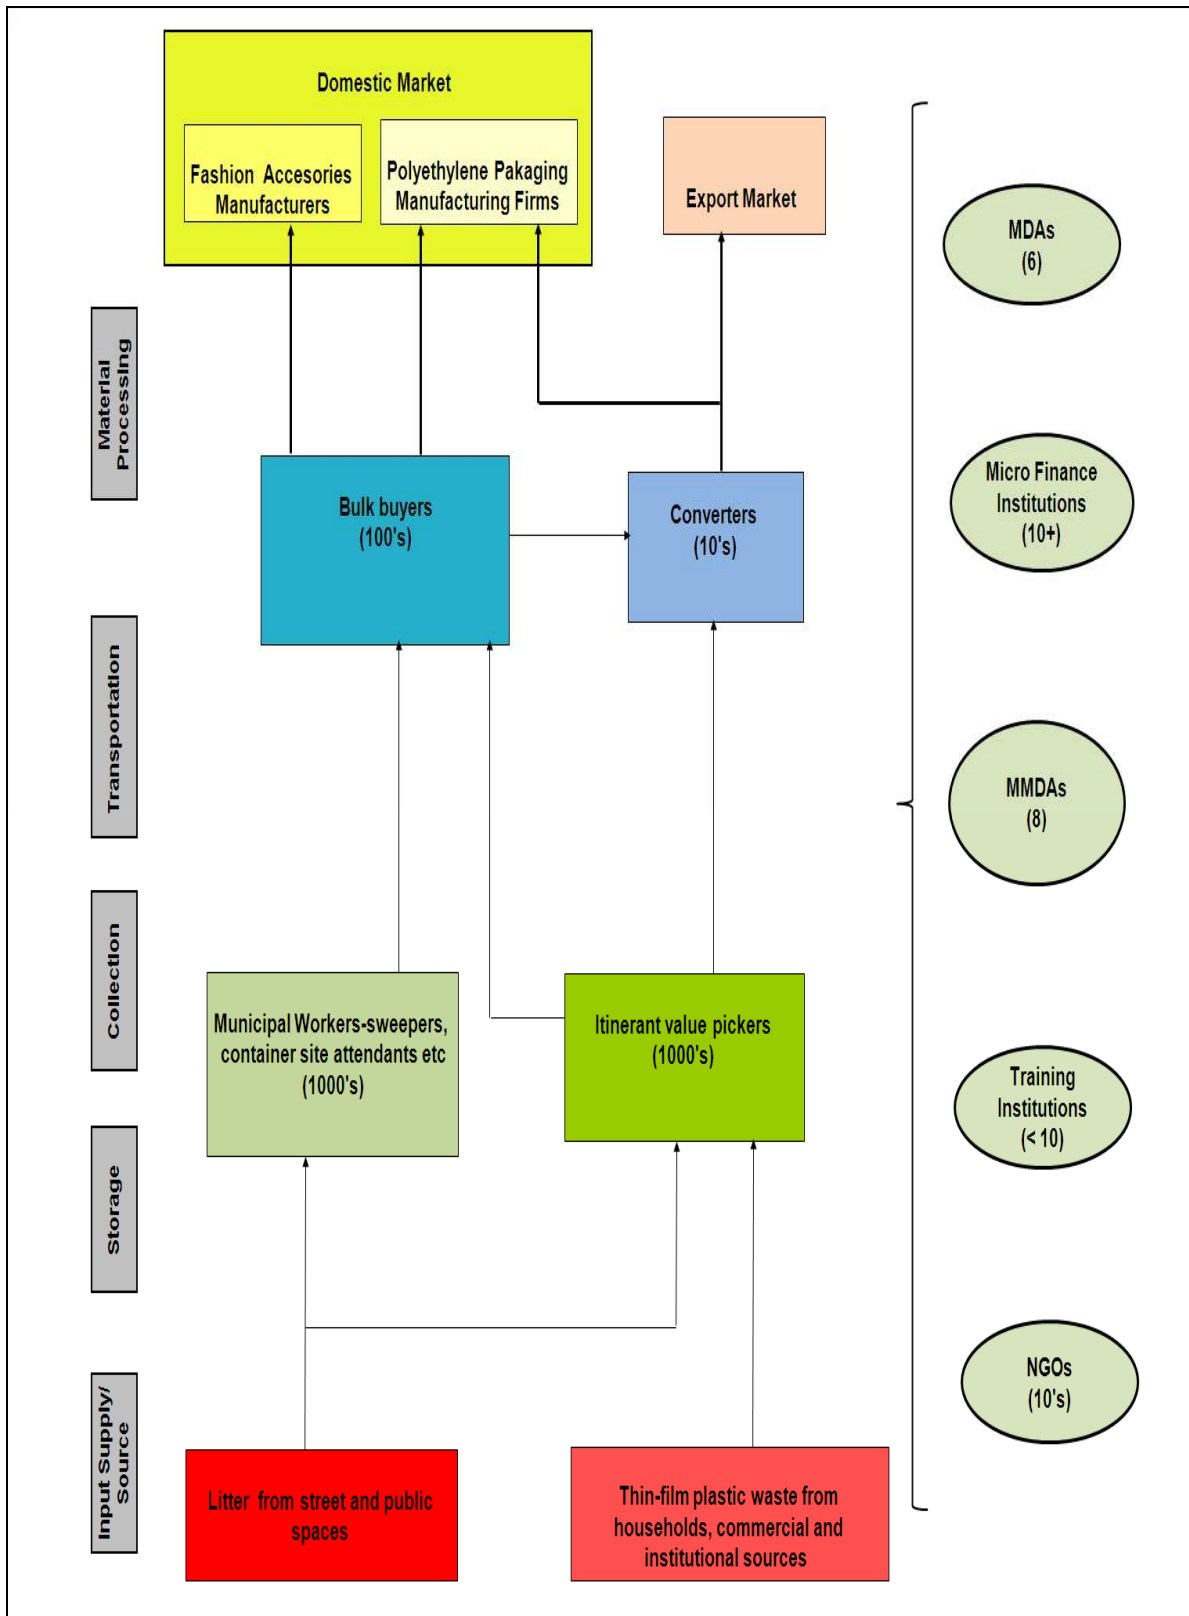 Domestic Market
Fashion Accesories
Manufacturers
Polyethylene Pakaging
Manufacturing Firms
Export Market
MDAs
(6)
Material
Processing
Micro Finance
Institutions
(10+)
Bulk buyers
(100's)
Converters
(10's)
Transportation
MMDAs
(8)
Collection
Municipal Workers-sweepers,
container site attendants etc
(1000's)
Itinerant value pickers
(1000's)
Training
Institutions
(< 10)
Storage
NGOs
(10's)
Input Supply/
Source
Litter from street and public
spaces
Thin-film plastic waste from
households, commercial and
institutional sources